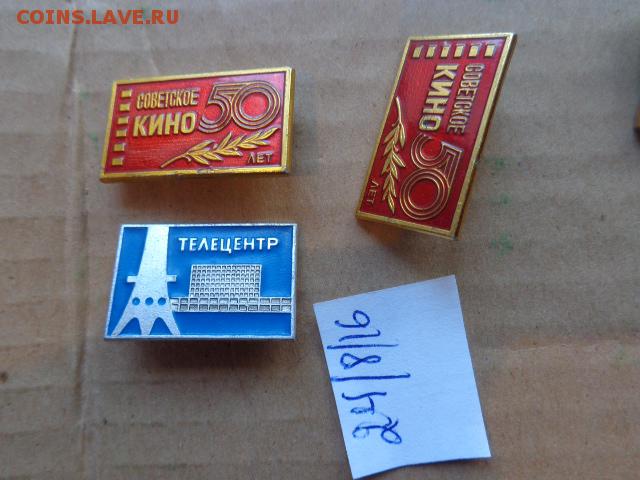 COINS.LAVE.RU
СОВЕТСКОЕ
КИНО 50
ЛЕТ
СОВЕТСКОЕ
КИНО 50
ЛЕТ
ТЕЛЕЦЕНТР